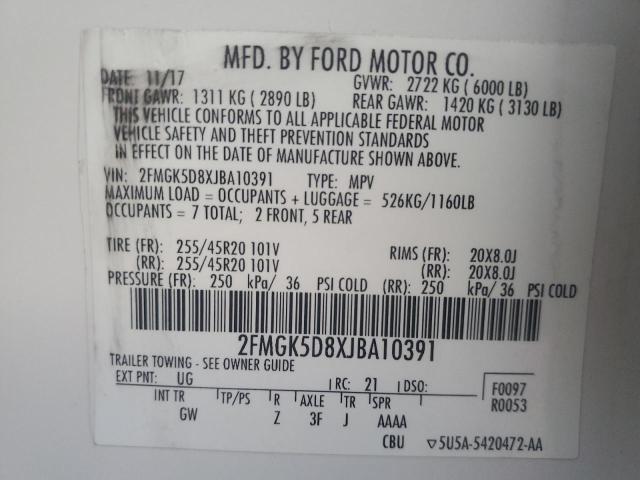 MFD. BY FORD MOTOR CO.
DATE: 11/17 GVWR: 2722 KG ( 6000 LB)
FRONT GAWR: 1311 KG ( 2890 LB) REAR GAWR: 1420 KG ( 3130 LB)
THIS VEHICLE CONFORMS TO ALL APPLICABLE FEDERAL MOTOR
VEHICLE SAFETY AND THEFT PREVENTION STANDARDS
IN EFFECT ON THE DATE OF MANUFACTURE SHOWN ABOVE.
VIN: 2FMGK5D8XJBA10391 TYPE: MPV
MAXIMUM LOAD = OCCUPANTS + LUGGAGE = 526KG/1160LB
OCCUPANTS = 7 TOTAL; 2 FRONT, 5 REAR
TIRE (FR): 255/45R20 101V RIMS (FR): 20X8.0J
(RR): 255/45R20 101V (RR): 20X8.0J
PRESSURE (FR): 250 kPa/ 36 PSI COLD (RR): 250 kPa/ 36 PSI COLD
2FMGK5D8XJBA10391
TRAILER TOWING - SEE OWNER GUIDE
EXT PNT: UG RC: 21 DSO: F0097
INT TR TP/PS R AXLE TR SPR R0053
GW Z 3F J AAAA
CBU ▽5U5A-5420472-AA